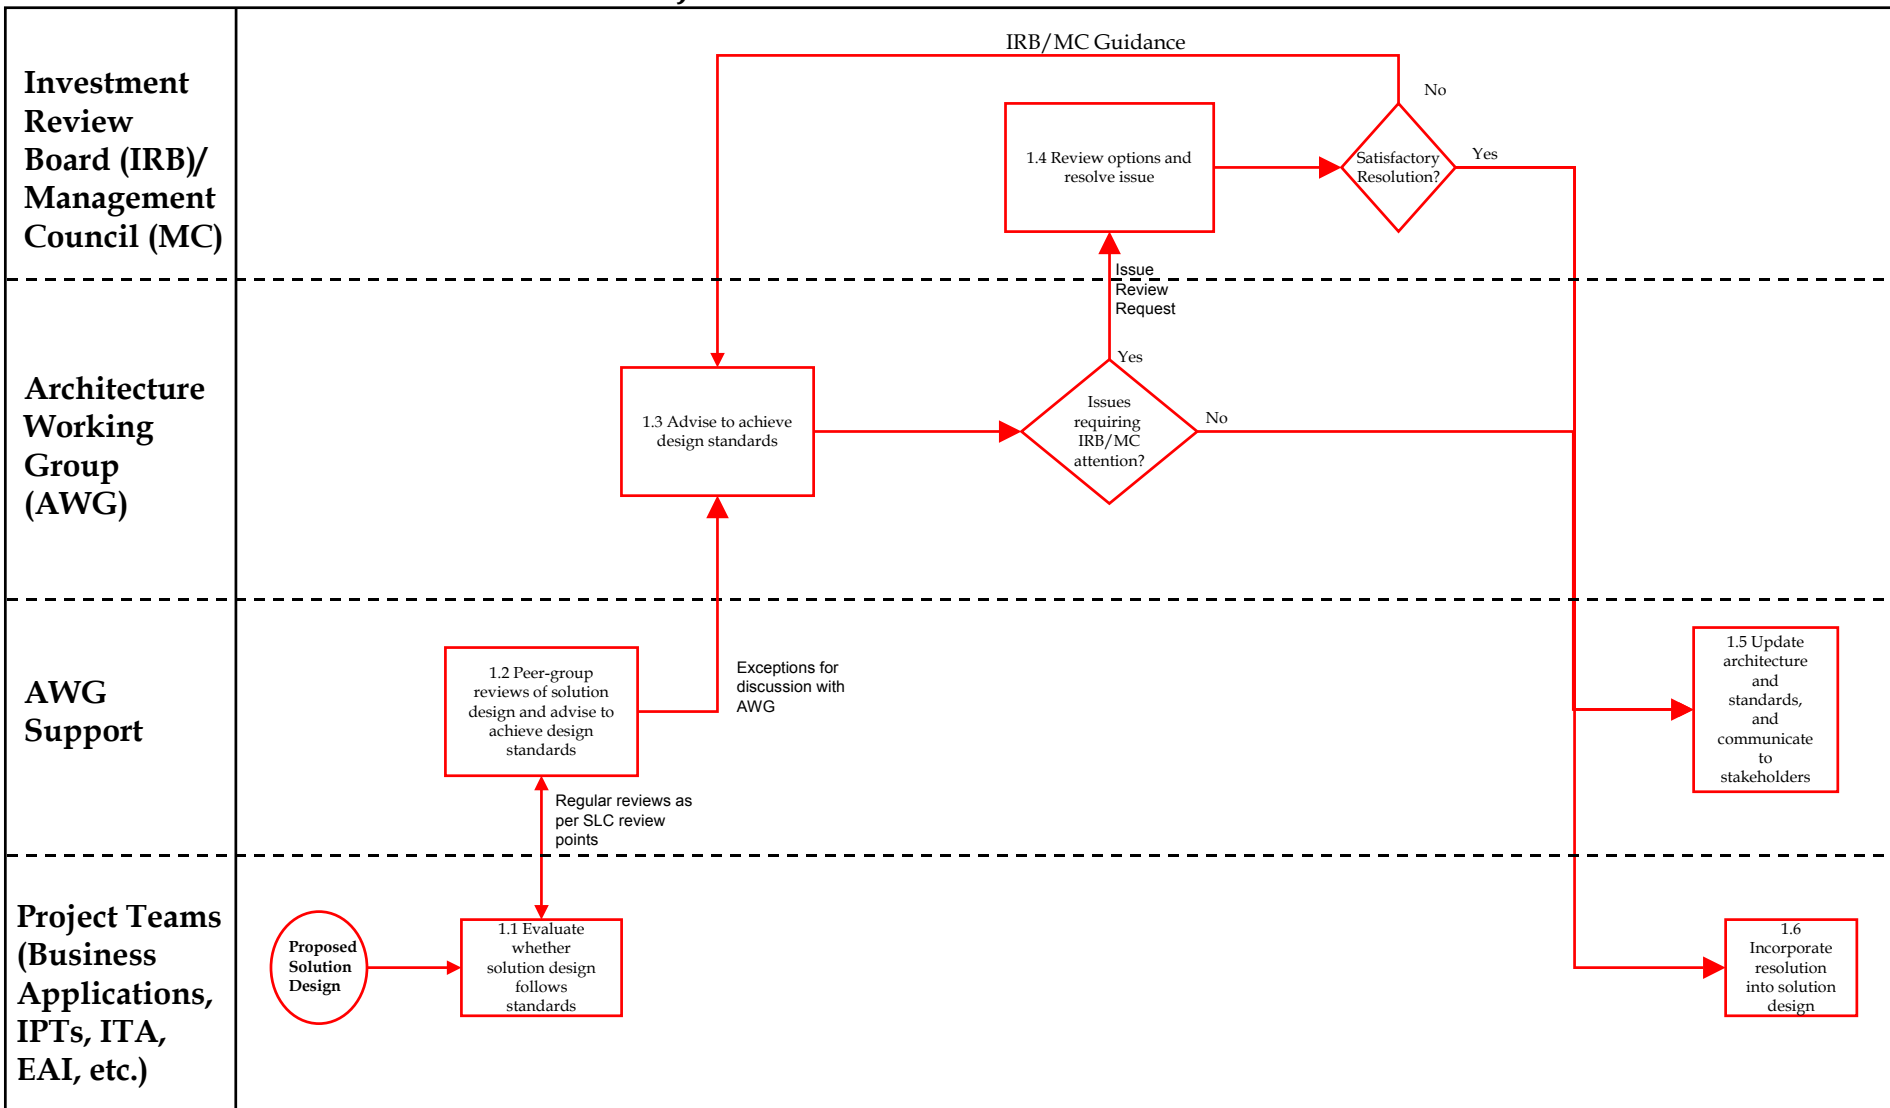 IRB/MC Guidance
Investment
Review
Board (IRB)/
Management
Council (MC)
No
1.4 Review options and
resolve issue
Satisfactory
Resolution?
Yes
Issue
Review
Request
Architecture
Working
Group
(AWG)
Yes
1.3 Advise to achieve
design standards
Issues
requiring
IRB/MC
attention?
No
AWG
Support
1.2 Peer-group
reviews of solution
design and advise to
achieve design
standards
Exceptions for
discussion with
AWG
1.5 Update
architecture
and
standards,
and
communicate
to
stakeholders
Regular reviews as
per SLC review
points
Project Teams
(Business
Applications,
IPTs, ITA,
EAI, etc.)
Proposed
Solution
Design
1.1 Evaluate
whether
solution design
follows
standards
1.6
Incorporate
resolution
into solution
design